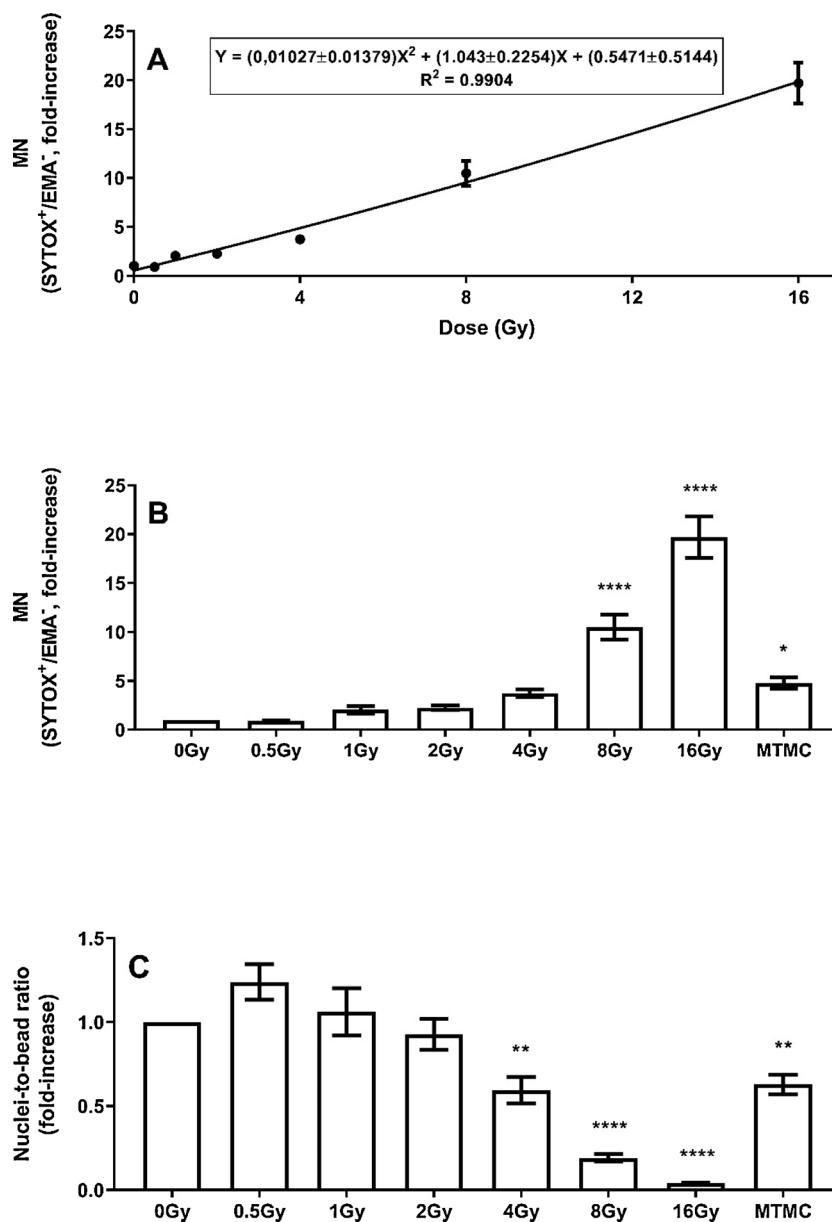 A
Y = (0,01027±0.01379)X² + (1.043±0.2254)X + (0.5471±0.5144)
R² = 0.9904
MN
(SYTOX⁺/EMA⁻, fold-increase)
25
20
15
10
5
0
0 4 8 12 16
Dose (Gy)
B
MN
(SYTOX⁺/EMA⁻, fold-increase)
25
20
15
10
5
0
****
****
*
0Gy 0.5Gy 1Gy 2Gy 4Gy 8Gy 16Gy MTMC
C
Nuclei-to-bead ratio
(fold-increase)
1.5
1.0
0.5
0.0
** **
**** ****
0Gy 0.5Gy 1Gy 2Gy 4Gy 8Gy 16Gy MTMC